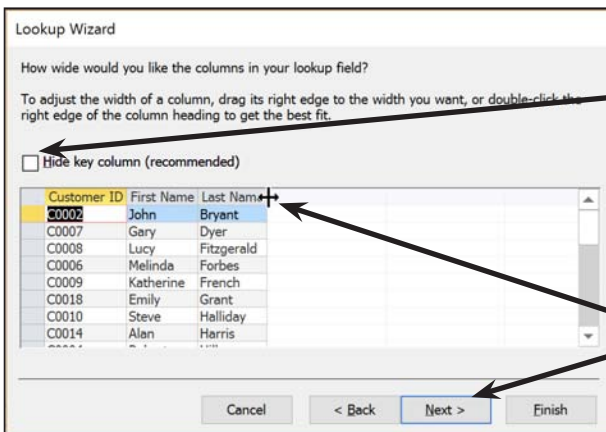 Lookup Wizard
How wide would you like the columns in your lookup field?
To adjust the width of a column, drag its right edge to the width you want, or double-click the
right edge of the column heading to get the best fit.
Hide key column (recommended)
Customer ID First Name Last Name
C0002 John Bryant
C0007 Gary Dyer
C0008 Lucy Fitzgerald
C0006 Melinda Forbes
C0009 Katherine French
C0018 Emily Grant
C0010 Steve Halliday
C0014 Alan Harris
Cancel < Back Next > Finish